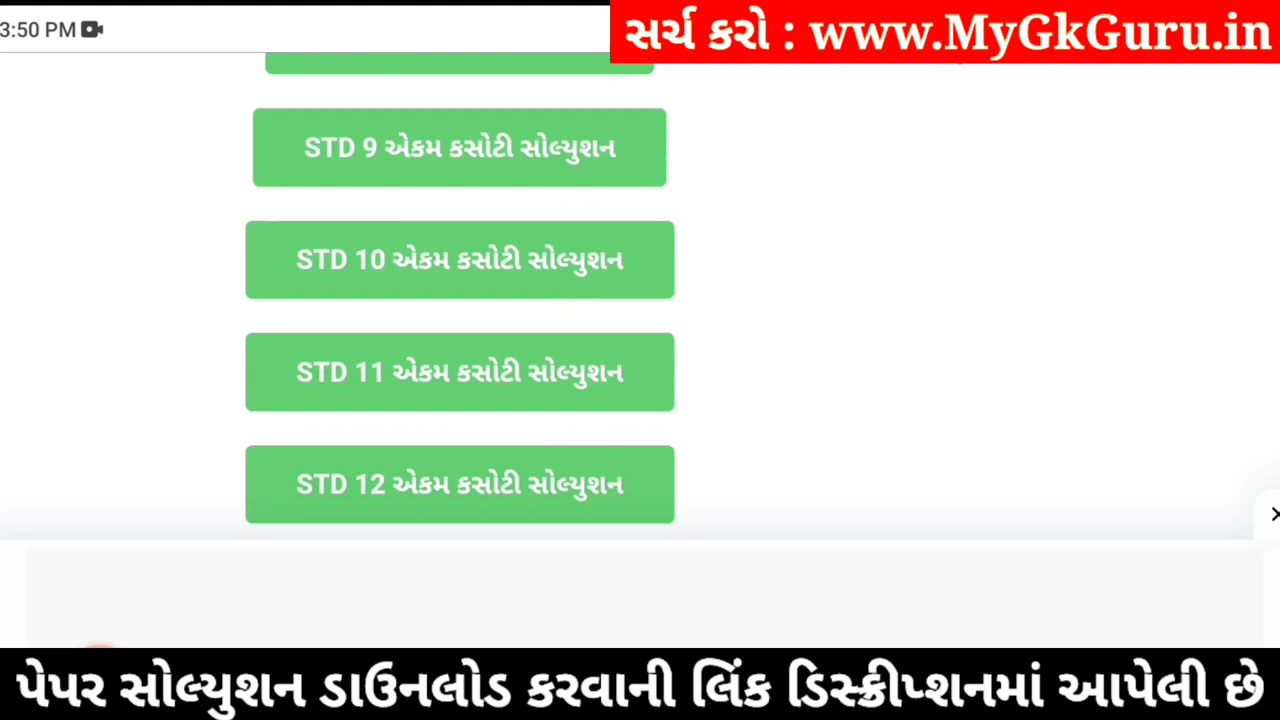 3:50 PM
સર્ચ કરો : www.MyGkGuru.in
STD 9 એકમ કસોટી સોલ્યુશન
STD 10 એકમ કસોટી સોલ્યુશન
STD 11 એકમ કસોટી સોલ્યુશન
STD 12 એકમ કસોટી સોલ્યુશન
પેપર સોલ્યુશન ડાઉનલોડ કરવાની લિંક ડિસ્ક્રીપ્શનમાં આપેલી છે